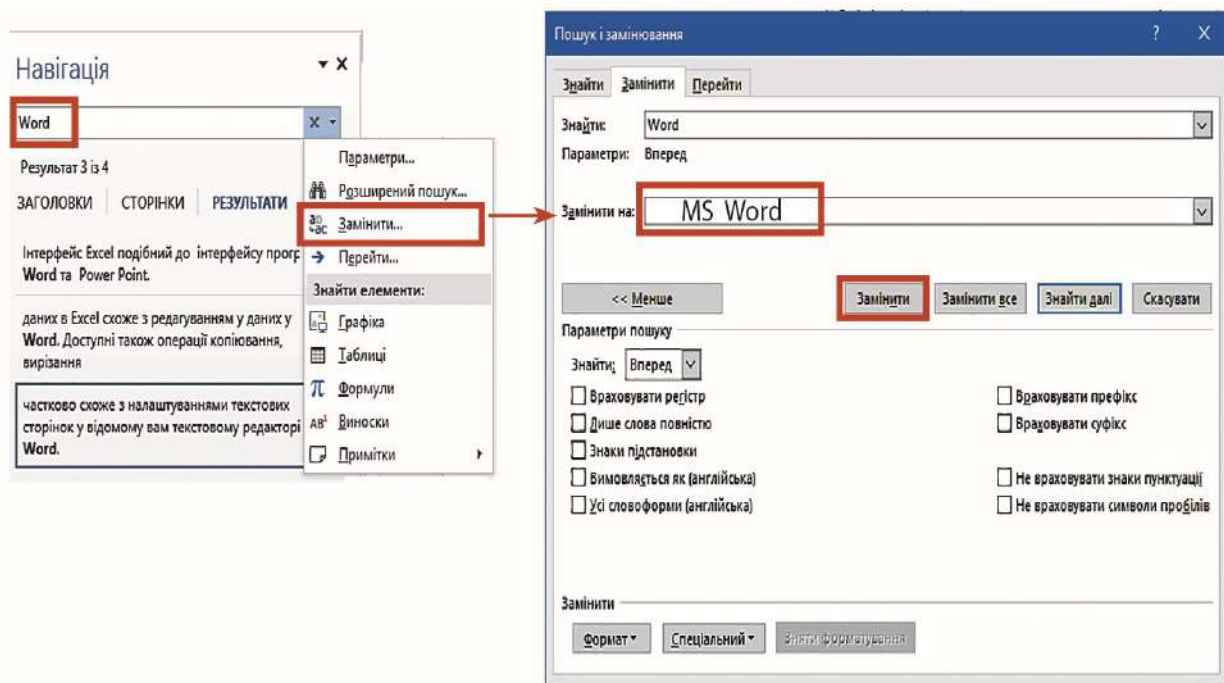 Навігація
Word
Результат 3 із 4
ЗАГОЛОВКИ СТОРІНКИ РЕЗУЛЬТАТИ
Інтерфейс Excel подібний до інтерфейсу прогр
Word та Power Point.
даних в Excel схоже з редагуванням у даних у
Word. Доступні також операції копіювання,
вирізання
частково схоже з налаштуваннями текстових
сторінок у відомому вам текстовому редакторі
Word.
Параметри...
Розширений пошук...
Замінити...
Перейти...
Знайти елементи:
Графіка
Таблиці
Формули
Виноски
Примітки
Пошук і замінювання
Знайти Замінити Перейти
Знайти: Word
Параметри: Вперед
Замінити на: MS Word
<< Менше Замінити Замінити все Знайти далі Скасувати
Параметри пошуку
Знайти: Вперед
Враховувати регістр Враховувати префікс
Лише слова повністю Враховувати суфікс
Знаки підстановки
Вимовляється як (англійська) Не враховувати знаки пунктуації
Усі словоформи (англійська) Не враховувати символи пробілів
Замінити
Формат Спеціальний Зняти форматування